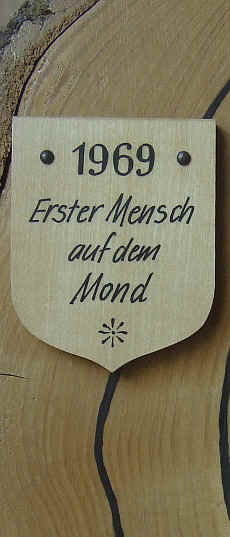 1969
Erster Mensch
auf dem
Mond